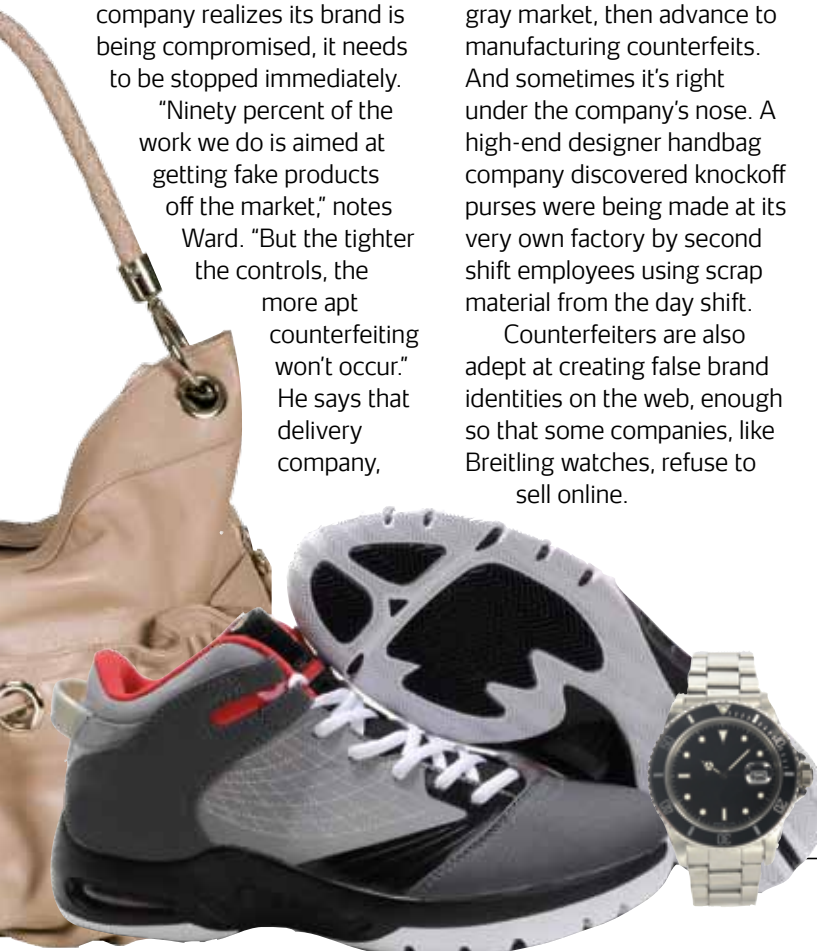 company realizes its brand is
being compromised, it needs
to be stopped immediately.
“Ninety percent of the
work we do is aimed at
getting fake products
off the market,” notes
Ward. “But the tighter
the controls, the
more apt
counterfeiting
won’t occur.”
He says that
delivery
company,
gray market, then advance to
manufacturing counterfeits.
And sometimes it’s right
under the company’s nose. A
high-end designer handbag
company discovered knockoff
purses were being made at its
very own factory by second
shift employees using scrap
material from the day shift.
Counterfeiters are also
adept at creating false brand
identities on the web, enough
so that some companies, like
Breitling watches, refuse to
sell online.